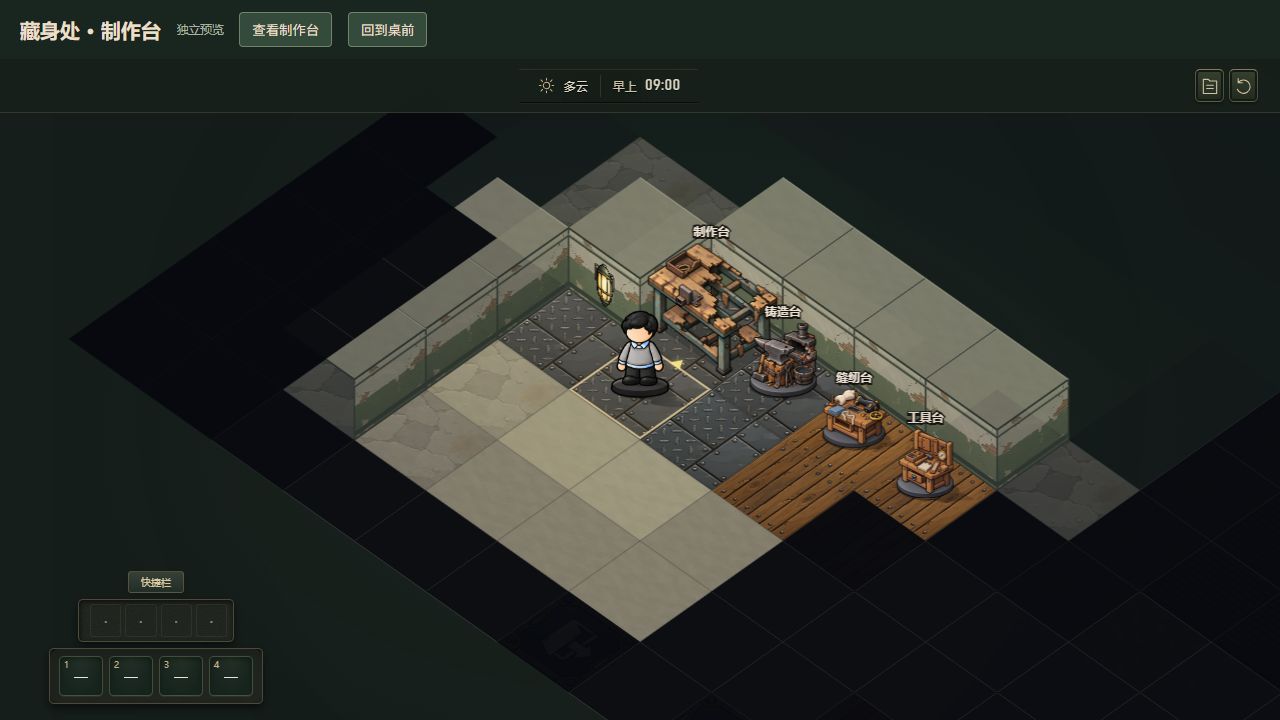 藏身处·制作台 独立预览 查看制作台 回到桌前
多云 早上 09:00
制作台
铸造台
缝纫台
工具台
快捷栏
1 2 3 4